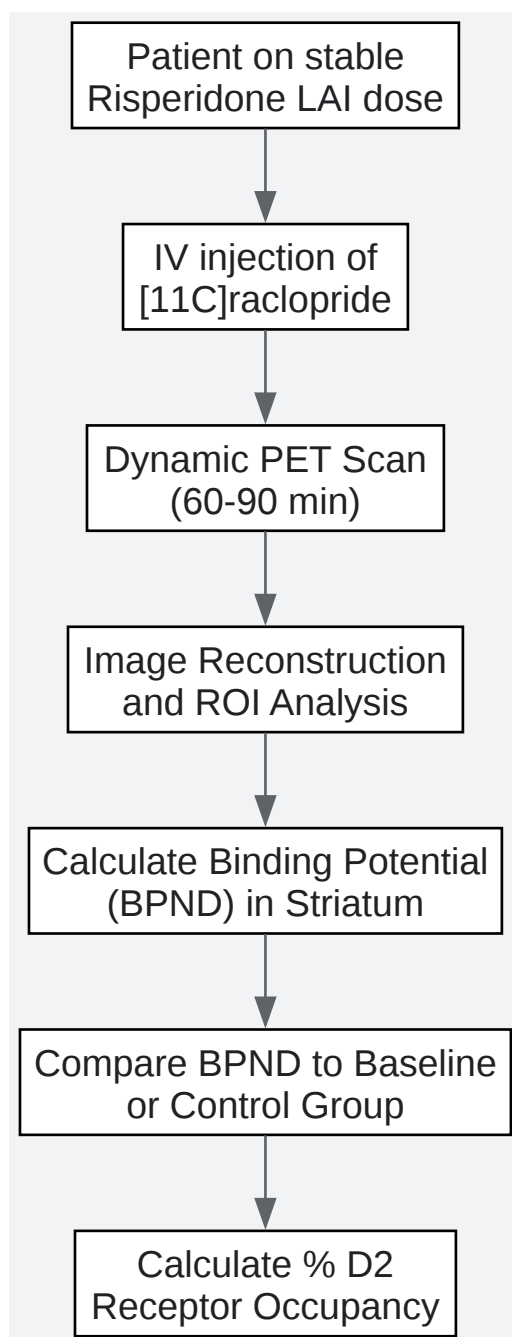 Patient on stable
Risperidone LAI dose
IV injection of
[11C]raclopride
Dynamic PET Scan
(60-90 min)
Image Reconstruction
and ROI Analysis
Calculate Binding Potential
(BPND) in Striatum
Compare BPND to Baseline
or Control Group
Calculate % D2
Receptor Occupancy